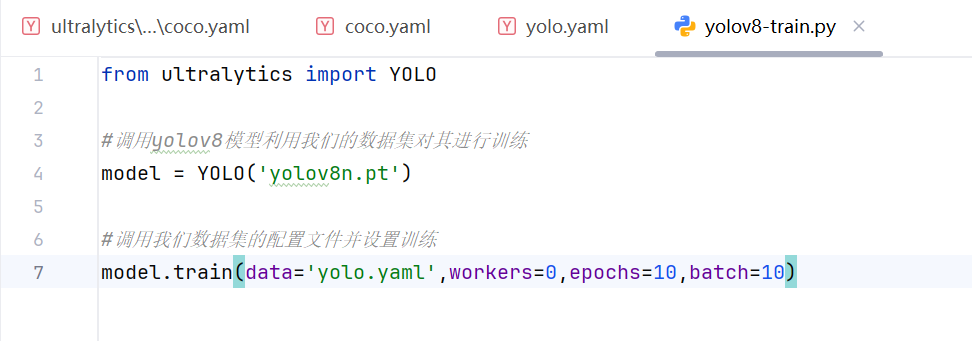 ultralytics\...\coco.yaml coco.yaml yolo.yaml yolov8-train.py
1 from ultralytics import YOLO
2
3 #调用yolov8模型利用我们的数据集对其进行训练
4 model = YOLO('yolov8n.pt')
5
6 #调用我们数据集的配置文件并设置训练
7 model.train(data='yolo.yaml',workers=0,epochs=10,batch=10)